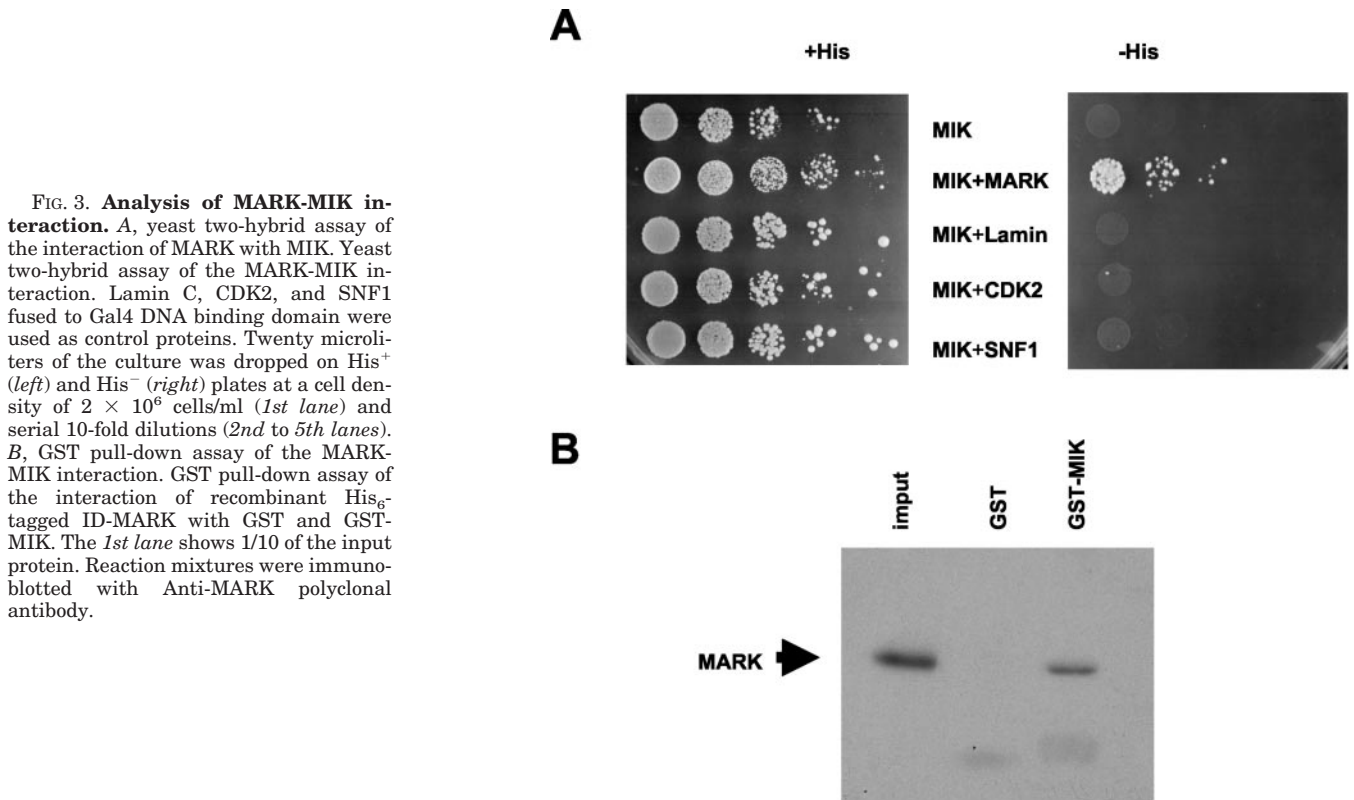 FIG. 3. Analysis of MARK-MIK in-
teraction. A, yeast two-hybrid assay of
the interaction of MARK with MIK. Yeast
two-hybrid assay of the MARK-MIK in-
teraction. Lamin C, CDK2, and SNF1
fused to Gal4 DNA binding domain were
used as control proteins. Twenty microli-
ters of the culture was dropped on His⁺
(left) and His⁻ (right) plates at a cell den-
sity of 2 × 10⁶ cells/ml (1st lane) and
serial 10-fold dilutions (2nd to 5th lanes).
B, GST pull-down assay of the MARK-
MIK interaction. GST pull-down assay of
the interaction of recombinant His₆-
tagged ID-MARK with GST and GST-
MIK. The 1st lane shows 1/10 of the input
protein. Reaction mixtures were immuno-
blotted with Anti-MARK polyclonal
antibody.
A
+His
-His
MIK
MIK+MARK
MIK+Lamin
MIK+CDK2
MIK+SNF1
B
imput
GST
GST-MIK
MARK